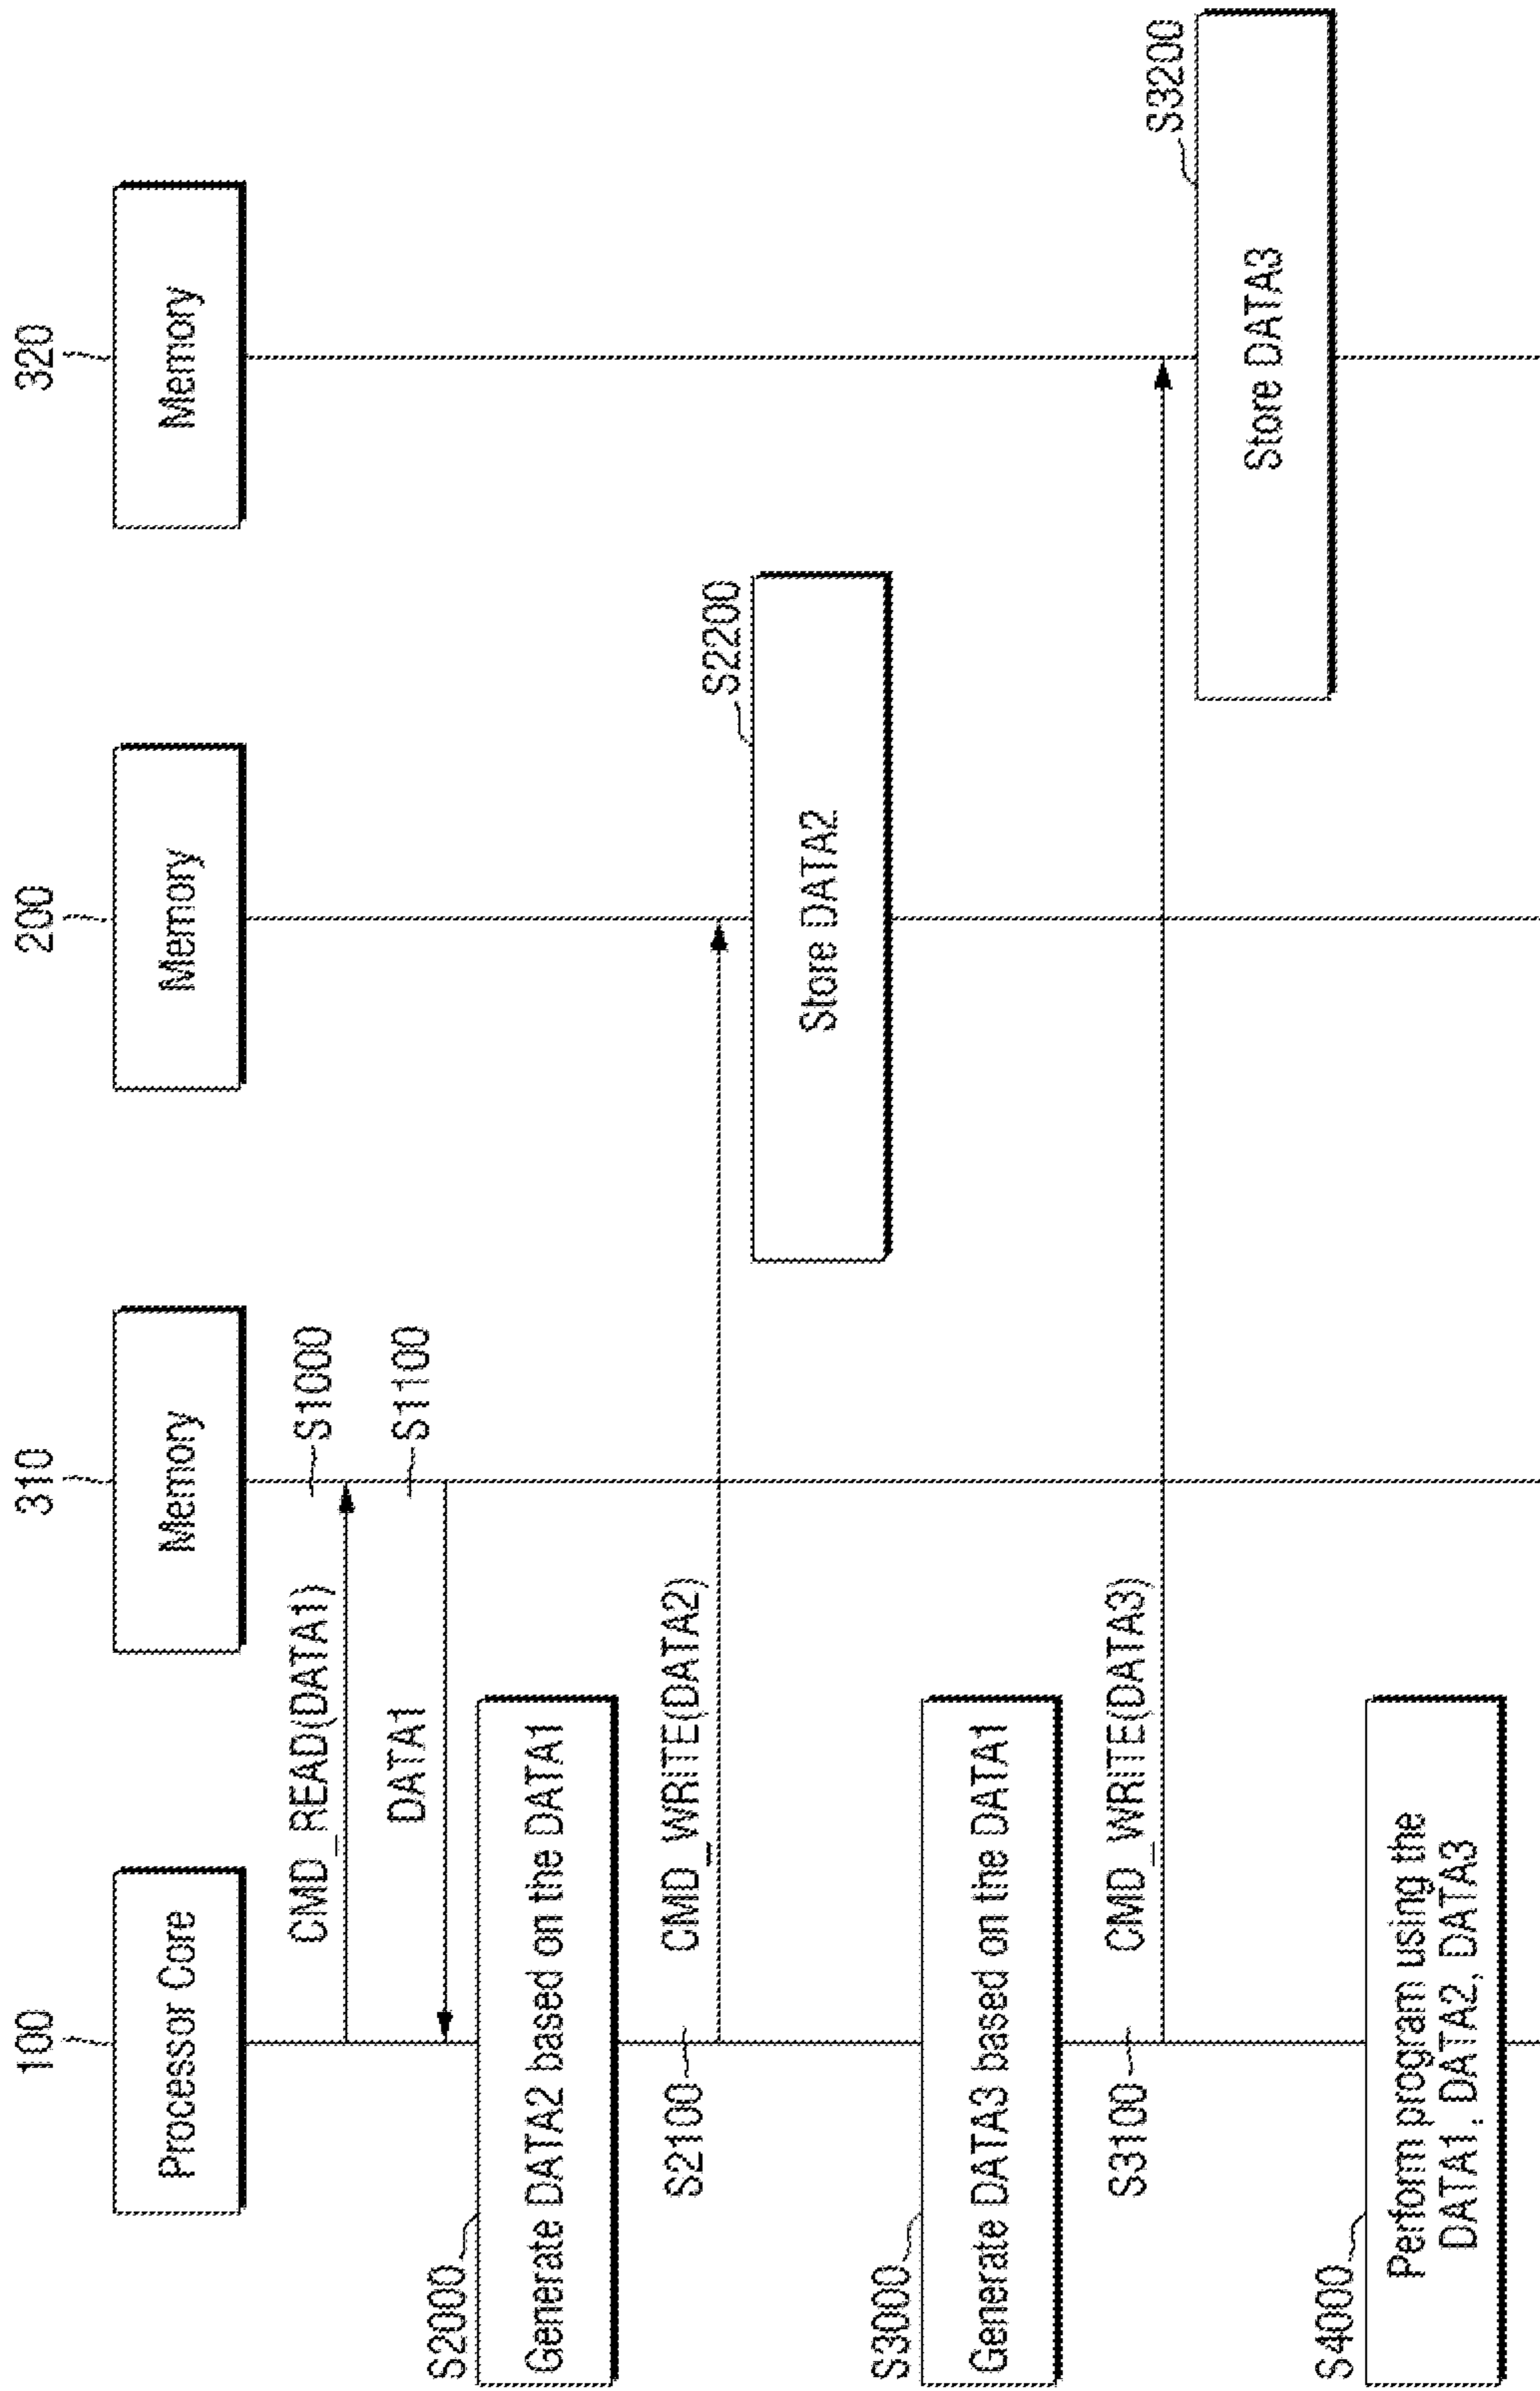 100
310
200
320
Processor Core
Memory
Memory
Memory
CMD_READ(DATA1)
S1000
DATA1
S1100
S2000
Generate DATA2 based on the DATA1
S2100
CMD_WRITE(DATA2)
S2200
Store DATA2
S3000
Generate DATA3 based on the DATA1
S3100
CMD_WRITE(DATA3)
S3200
Store DATA3
S4000
Perform program using the
DATA1, DATA2, DATA3